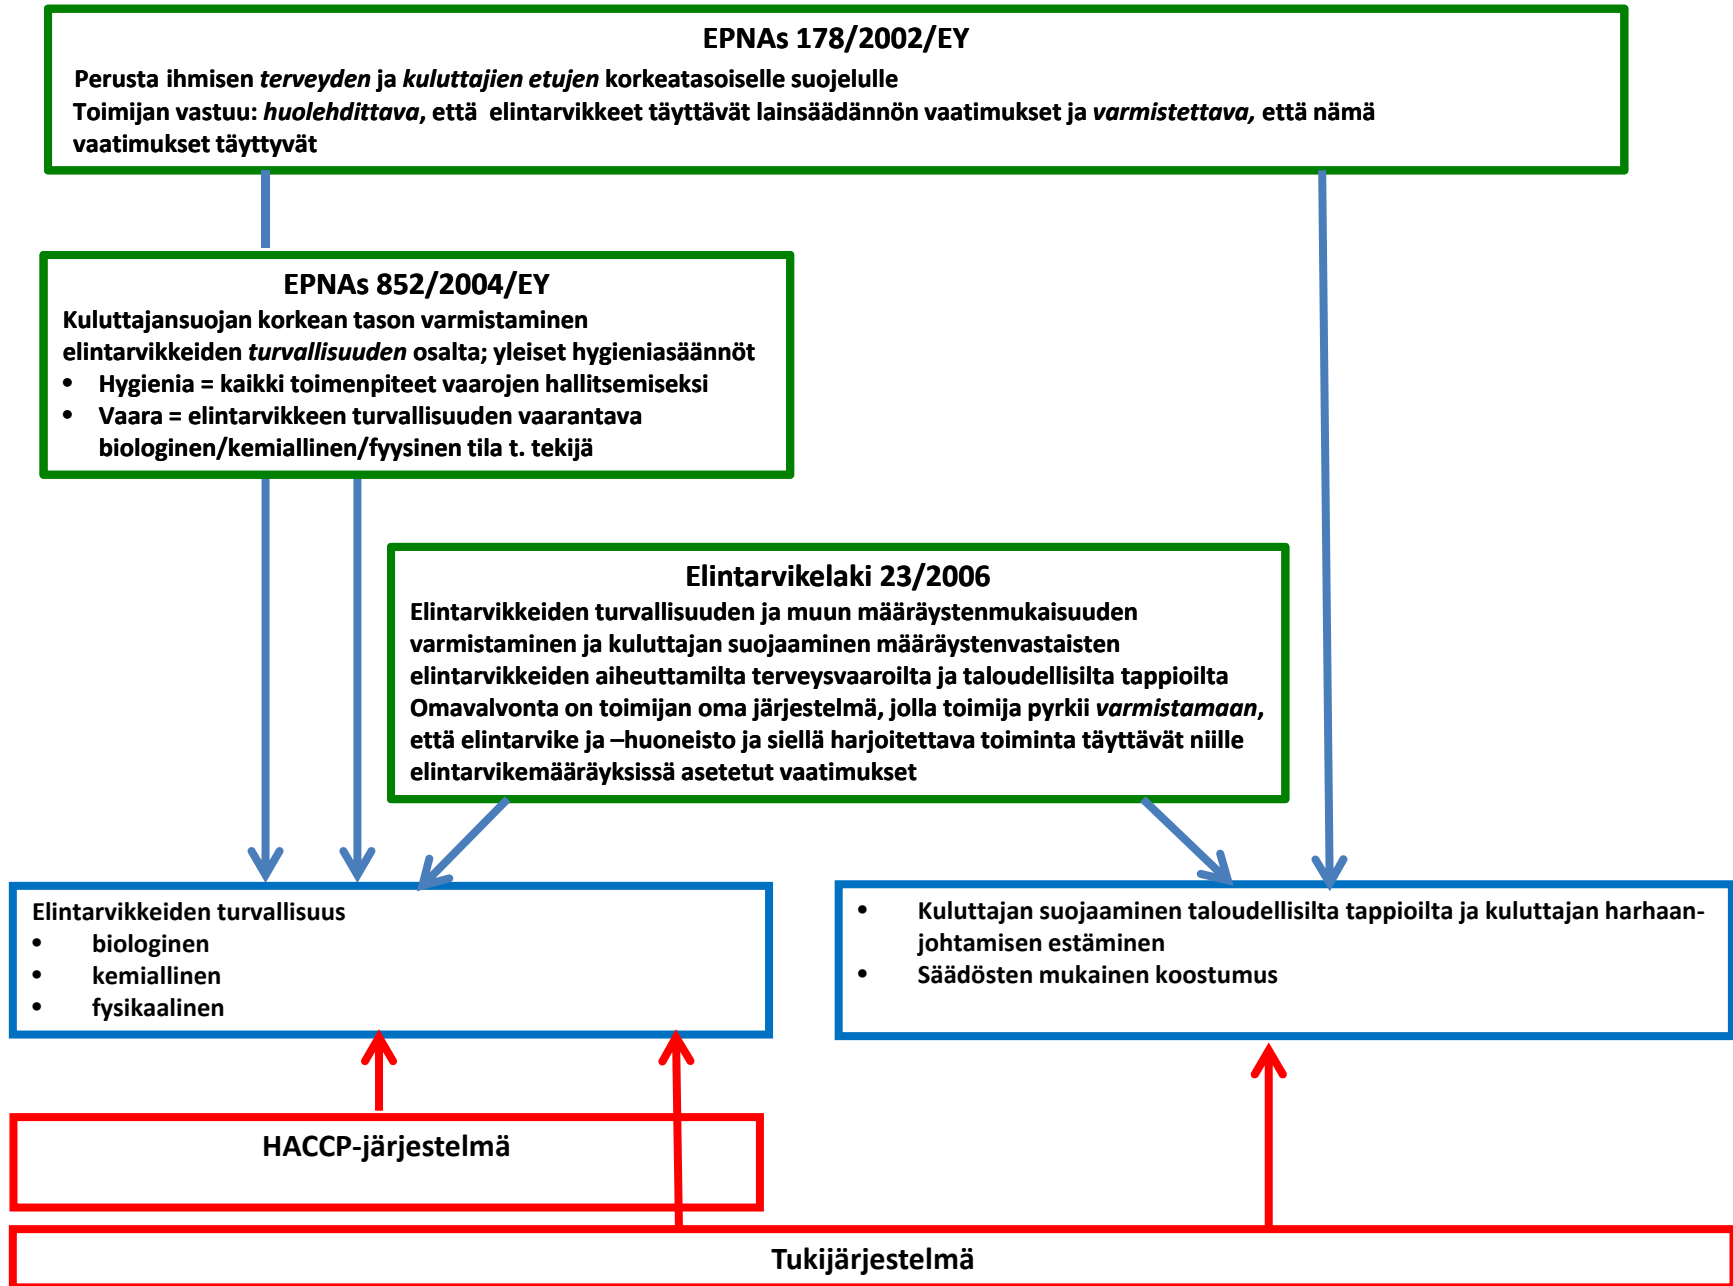 EPNAs 178/2002/EY
Perusta ihmisen terveyden ja kuluttajien etujen korkeatasoiselle suojelulle
Toimijan vastuu: huolehdittava, että elintarvikkeet täyttävät lainsäädännön vaatimukset ja varmistettava, että nämä
vaatimukset täyttyvät
EPNAs 852/2004/EY
Kuluttajansuojan korkean tason varmistaminen
elintarvikkeiden turvallisuuden osalta; yleiset hygieniasäännöt
• Hygienia = kaikki toimenpiteet vaarojen hallitsemiseksi
• Vaara = elintarvikkeen turvallisuuden vaarantava
biologinen/kemiallinen/fyysinen tila t. tekijä
Elintarvikelaki 23/2006
Elintarvikkeiden turvallisuuden ja muun määräystenmukaisuuden
varmistaminen ja kuluttajan suojaaminen määräystenvastaisten
elintarvikkeiden aiheuttamilta terveysvaaroilta ja taloudellisilta tappioilta
Omavalvonta on toimijan oma järjestelmä, jolla toimija pyrkii varmistamaan,
että elintarvike ja –huoneisto ja siellä harjoitettava toiminta täyttävät niille
elintarvikemääräyksissä asetetut vaatimukset
Elintarvikkeiden turvallisuus
• biologinen
• kemiallinen
• fysikaalinen
• Kuluttajan suojaaminen taloudellisilta tappioilta ja kuluttajan harhaan-
johtamisen estäminen
• Säädösten mukainen koostumus
HACCP-järjestelmä
Tukijärjestelmä